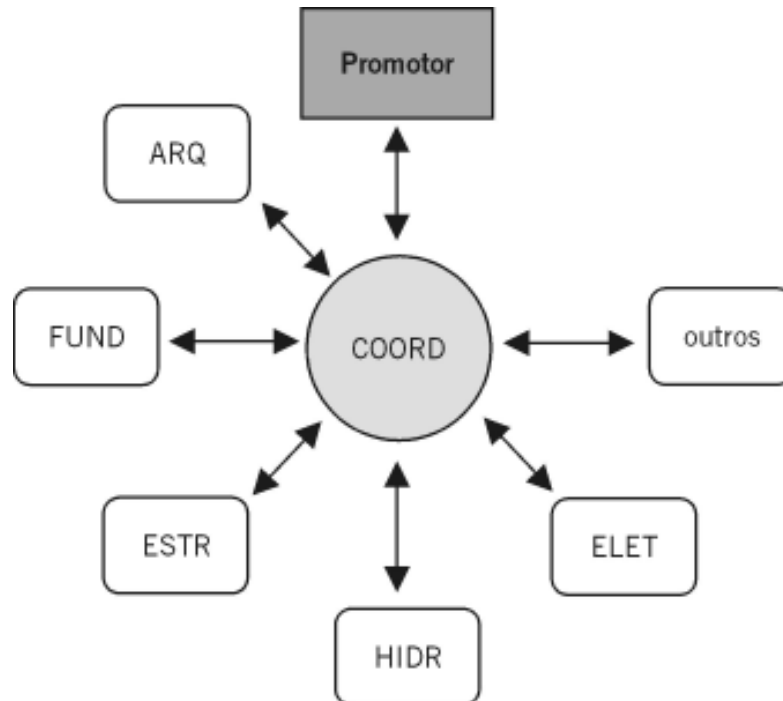 Promotor
ARQ
FUND
COORD
outros
ESTR
ELET
HIDR